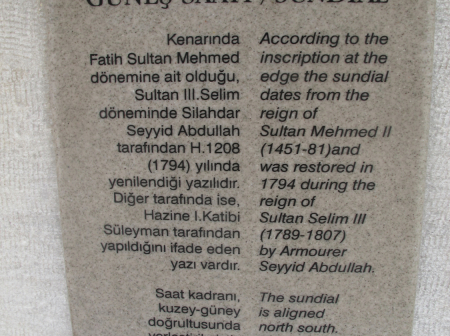 GÜNEŞ SAATİ / SUNDIAL
Kenarında
Fatih Sultan Mehmed
dönemine ait olduğu,
Sultan III.Selim
döneminde Silahdar
Seyyid Abdullah
tarafından H.1208
(1794) yılında
yenilendiği yazılıdır.
Diğer tarafında ise,
Hazine I.Katibi
Süleyman tarafından
yapıldığını ifade eden
yazı vardır.
Saat kadranı,
kuzey-güney
doğrultusunda
According to the
inscription at the
edge the sundial
dates from the
reign of
Sultan Mehmed II
(1451-81)and
was restored in
1794 during the
reign of
Sultan Selim III
(1789-1807)
by Armourer
Seyyid Abdullah.
The sundial
is aligned
north south.